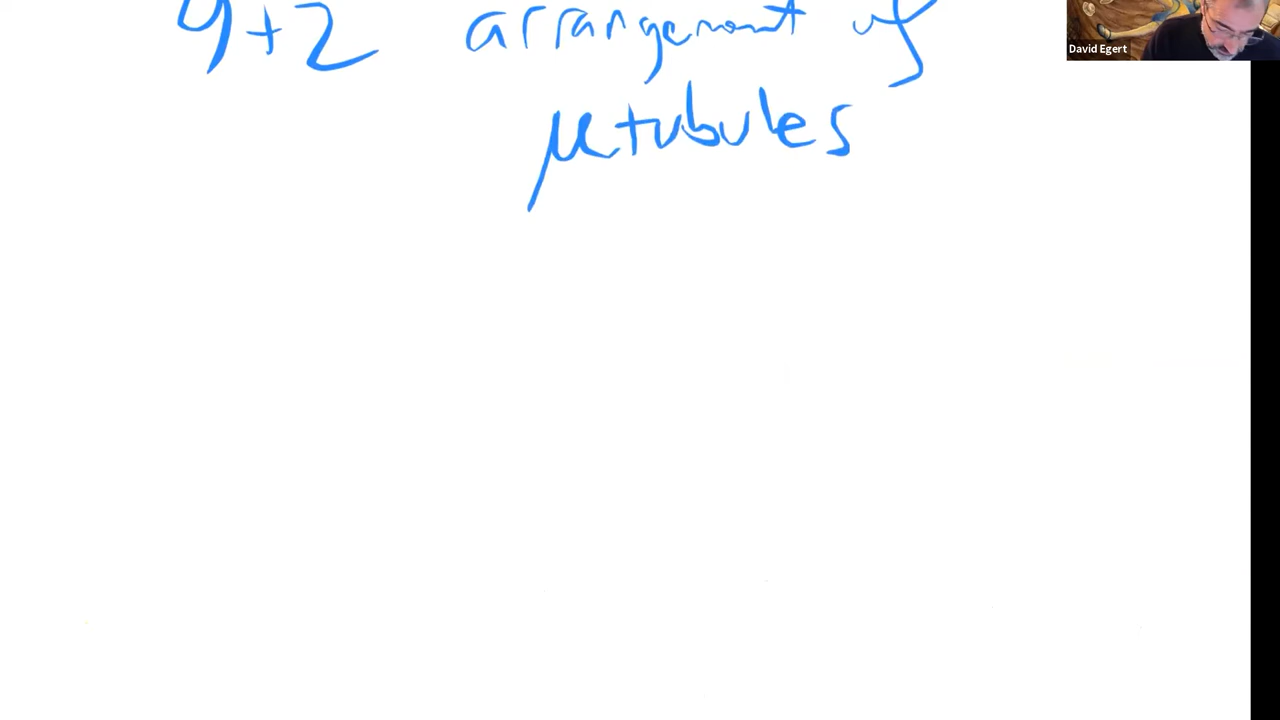 9+2 arrangement of
μtubules
David Egert